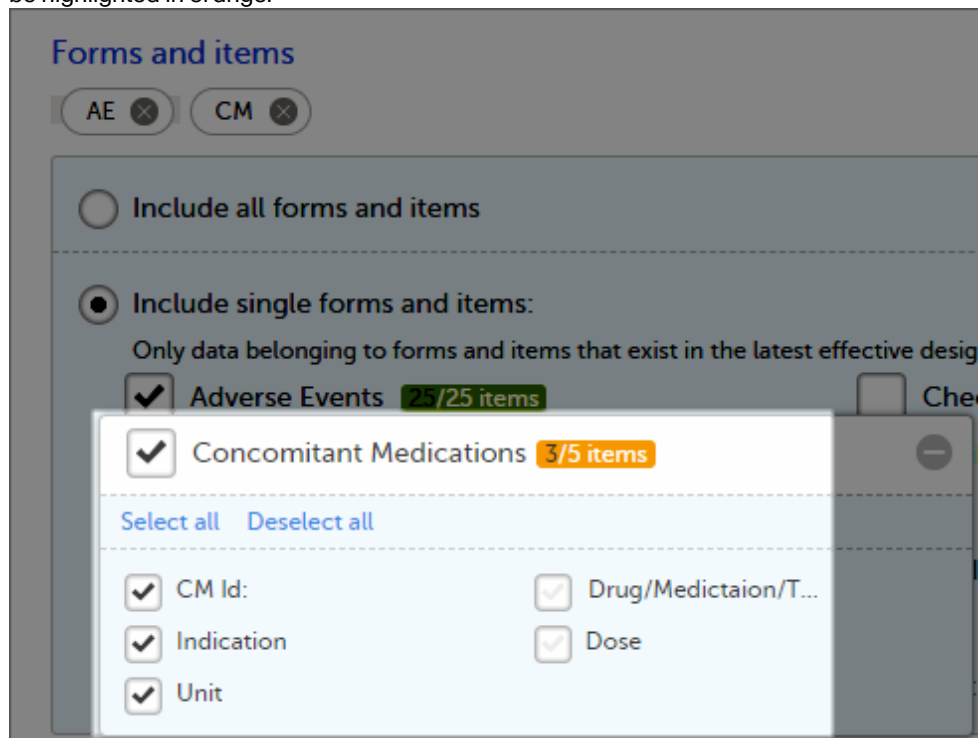 Forms and items
AE CM
Include all forms and items
Include single forms and items:
Only data belonging to forms and items that exist in the latest effective
Adverse Events 25/25 items
Concomitant Medications 3/5 items
Select all Deselect all
CM Id: Drug/Medictaion/T...
Indication Dose
Unit